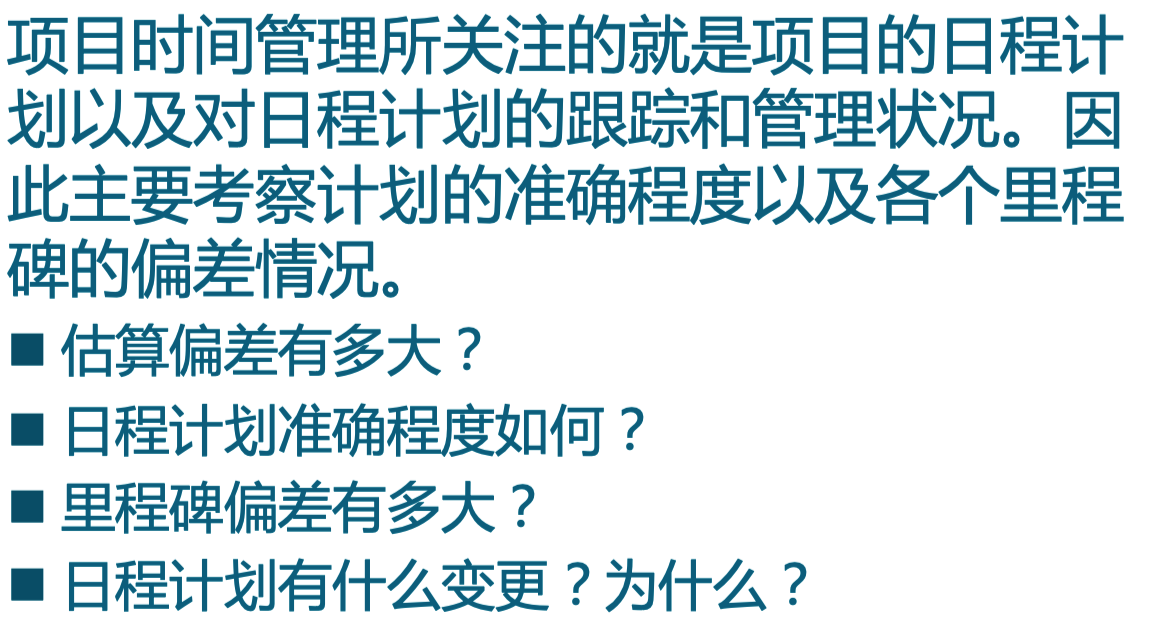 项目时间管理所关注的就是项目的日程计
划以及对日程计划的跟踪和管理状况。因
此主要考察计划的准确程度以及各个里程
碑的偏差情况。
■ 估算偏差有多大？
■ 日程计划准确程度如何？
■ 里程碑偏差有多大？
■ 日程计划有什么变更？为什么？